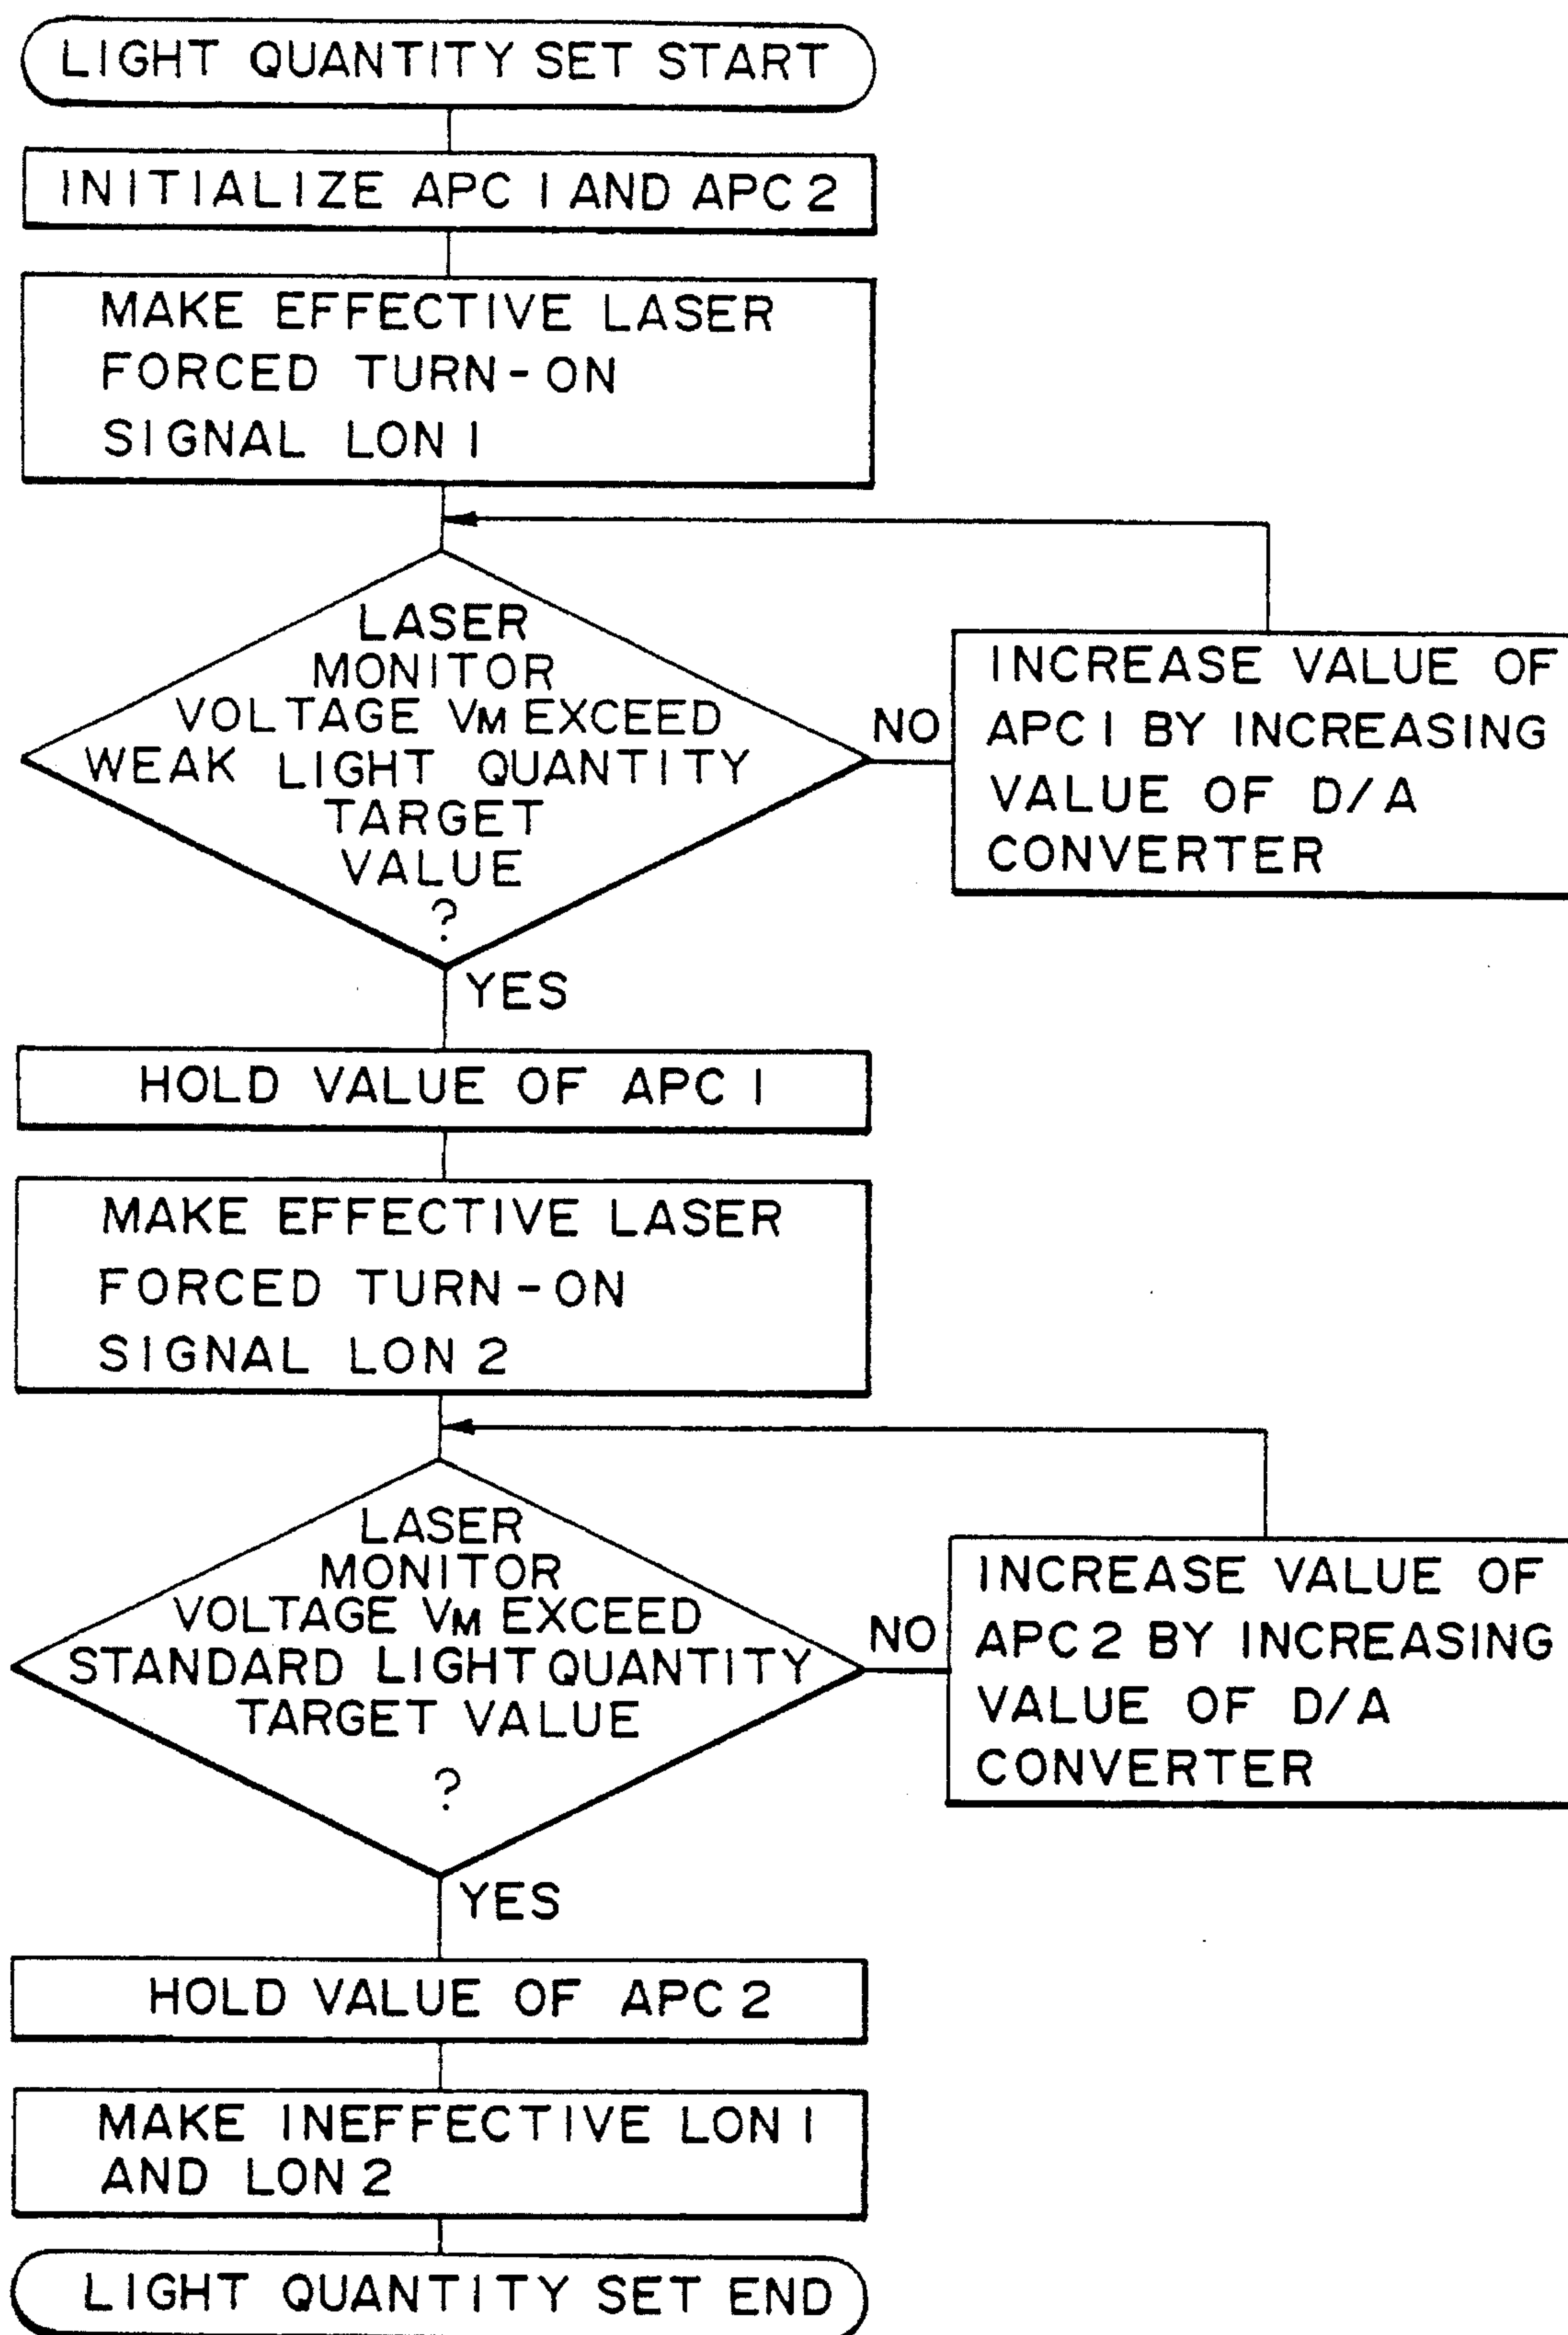 LIGHT QUANTITY SET START
INITIALIZE APC 1 AND APC 2
MAKE EFFECTIVE LASER
FORCED TURN-ON
SIGNAL LON 1
LASER
MONITOR
VOLTAGE VM EXCEED
WEAK LIGHT QUANTITY
TARGET
VALUE
?
NO
INCREASE VALUE OF
APC 1 BY INCREASING
VALUE OF D/A
CONVERTER
YES
HOLD VALUE OF APC 1
MAKE EFFECTIVE LASER
FORCED TURN-ON
SIGNAL LON 2
LASER
MONITOR
VOLTAGE VM EXCEED
STANDARD LIGHT QUANTITY
TARGET VALUE
?
NO
INCREASE VALUE OF
APC 2 BY INCREASING
VALUE OF D/A
CONVERTER
YES
HOLD VALUE OF APC 2
MAKE INEFFECTIVE LON 1
AND LON 2
LIGHT QUANTITY SET END